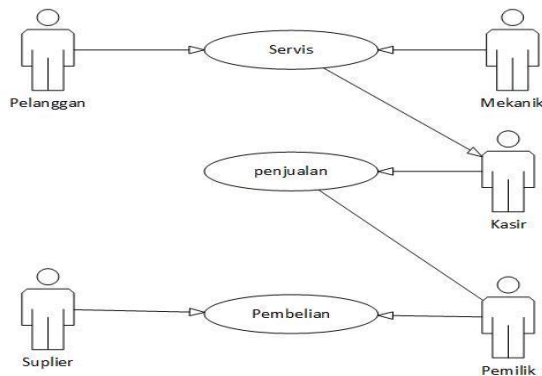 Servis
Pelanggan
Mekanik
penjualan
Kasir
Pembelian
Suplier
Pemilik